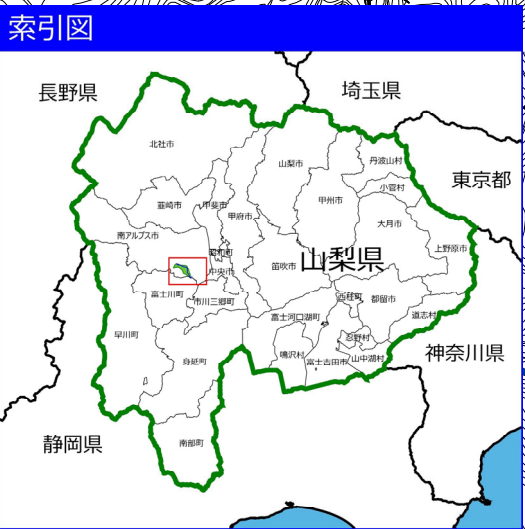 索引図
長野県
埼玉県
北杜市
山梨市
丹波山村
東京都
小菅村
甲州市
韮崎市
甲斐市
甲府市
大月市
南アルプス市
上野原市
昭和町
山梨県
笛吹市
中央市
富士川町
市川三郷町
西桂町
都留市
富士河口湖町
道志村
早川町
忍野村
神奈川県
鳴沢村
山中湖村
身延町
富士吉田市
静岡県
南部町